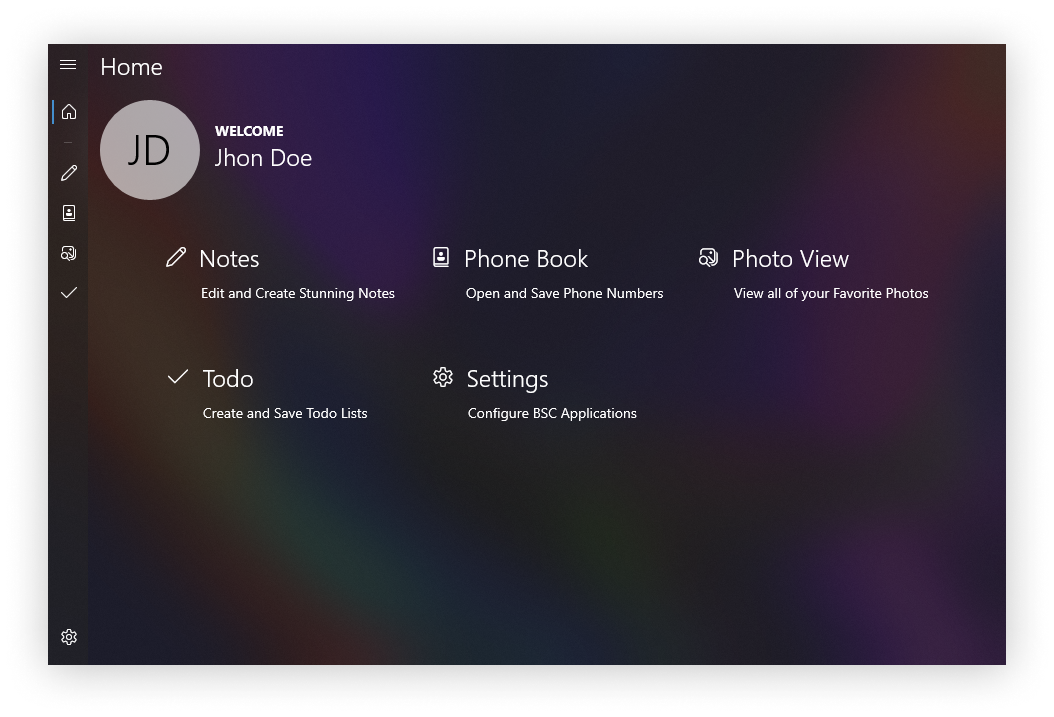 Home
JD
WELCOME
Jhon Doe
Notes
Edit and Create Stunning Notes
Phone Book
Open and Save Phone Numbers
Photo View
View all of your Favorite Photos
Todo
Create and Save Todo Lists
Settings
Configure BSC Applications